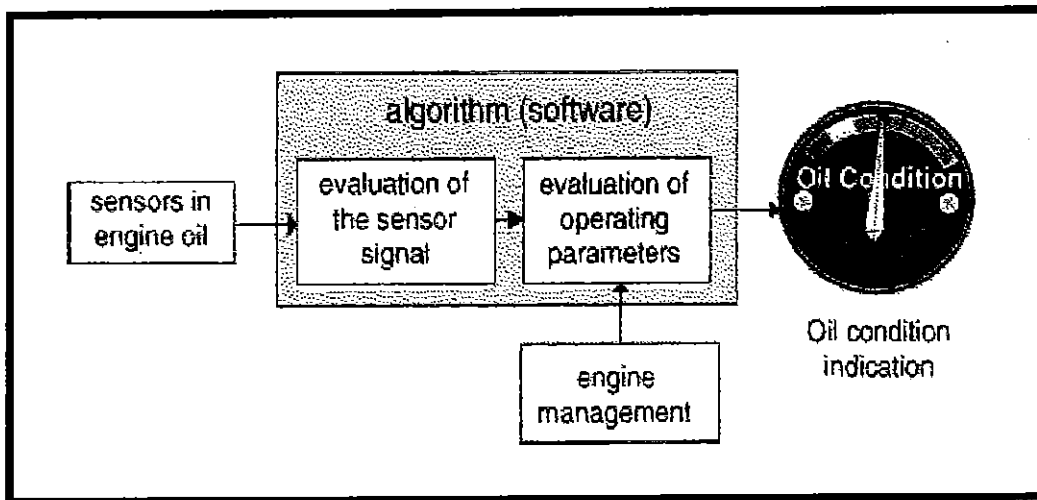 algorithm (software)
sensors in
engine oil
evaluation of
the sensor
signal
evaluation of
operating
parameters
engine
management
Oil Condition
Oil condition
indication